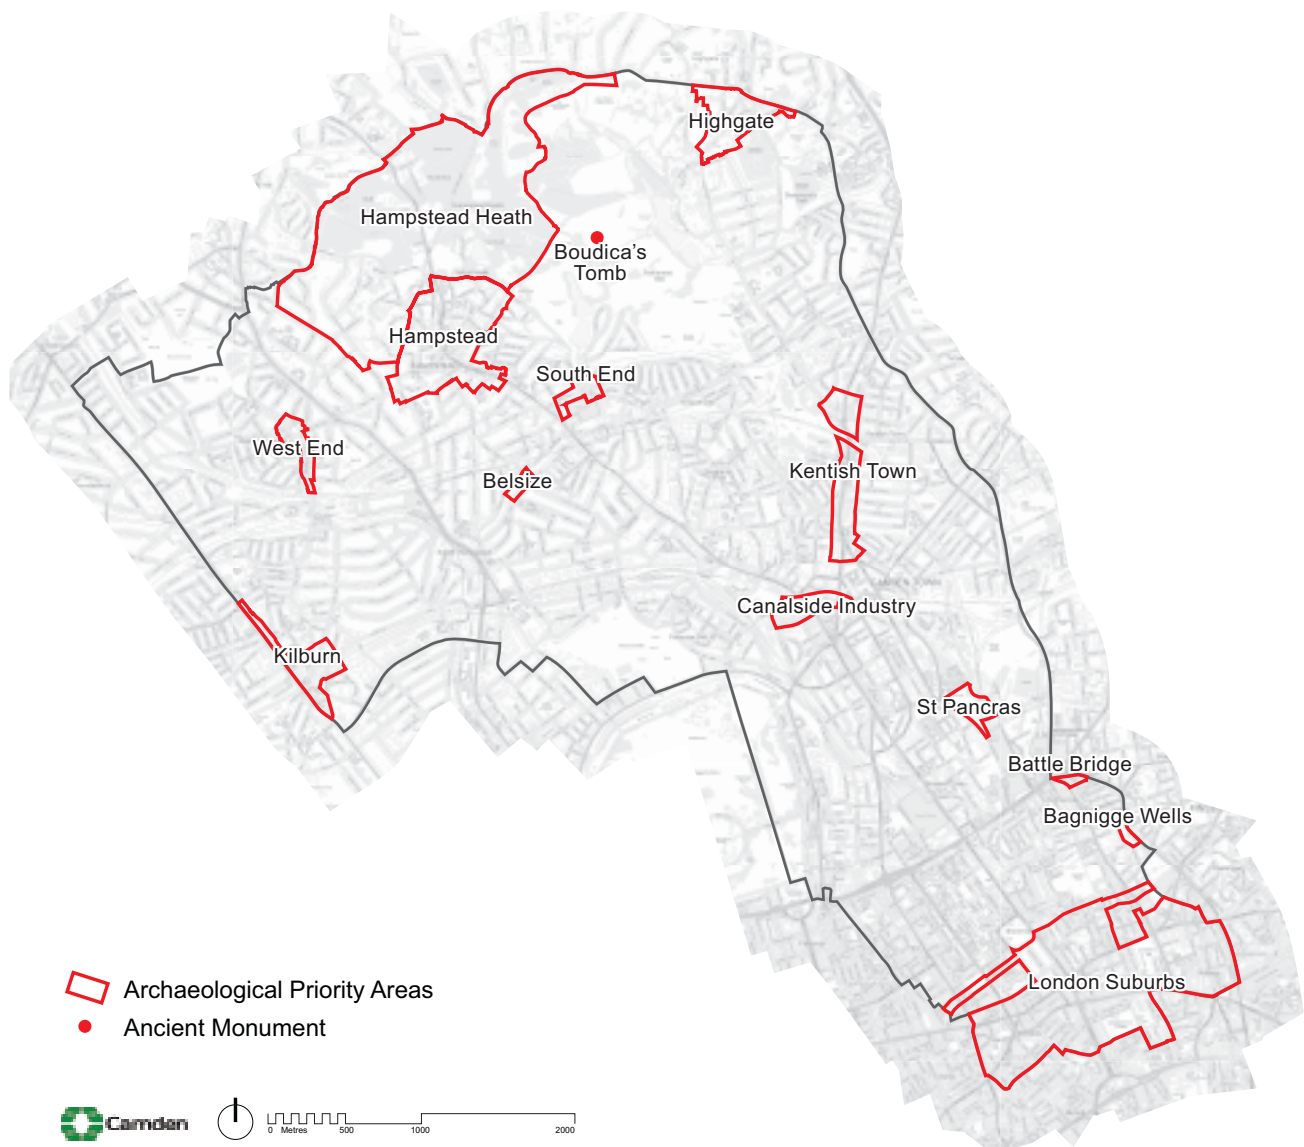 Highgate
Hampstead Heath
Boudica's
Tomb
Hampstead
South End
West End
Belsize
Kentish Town
Canalside Industry
Kilburn
St Pancras
Battle Bridge
Bagnigge Wells
London Suburbs
Archaeological Priority Areas
Ancient Monument
Camden
0 Metres 500 1000 2000